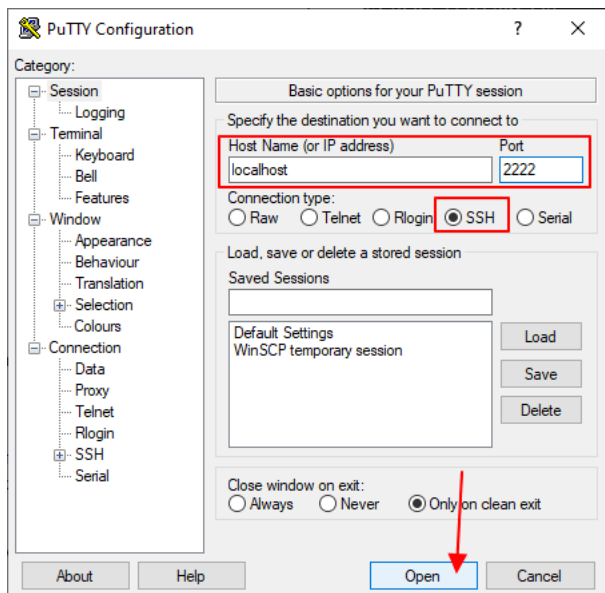 PuTTY Configuration
Category:
Session
Logging
Terminal
Keyboard
Bell
Features
Window
Appearance
Behaviour
Translation
Selection
Colours
Connection
Data
Proxy
Telnet
Rlogin
SSH
Serial
Basic options for your PuTTY session
Specify the destination you want to connect to
Host Name (or IP address) Port
localhost 2222
Connection type:
Raw Telnet Rlogin SSH Serial
Load, save or delete a stored session
Saved Sessions
Default Settings
WinSCP temporary session
Load
Save
Delete
Close window on exit:
Always Never Only on clean exit
About Help Open Cancel